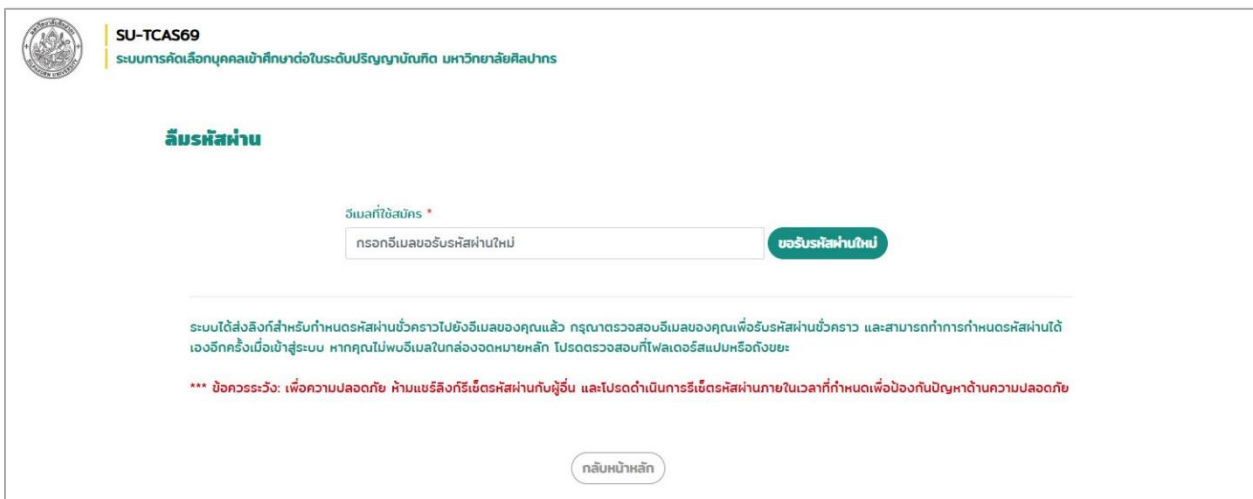 SU-TCAS69
ระบบการคัดเลือกบุคคลเข้าศึกษาต่อในระดับปริญญาบัณฑิต มหาวิทยาลัยศิลปากร
ลืมรหัสผ่าน
อีเมลที่ใช้สมัคร *
กรอกอีเมลขอรับรหัสผ่านใหม่
ขอรับรหัสผ่านใหม่
ระบบได้ส่งลิงก์สำหรับกำหนดรหัสผ่านชั่วคราวไปยังอีเมลของคุณแล้ว กรุณาตรวจสอบอีเมลของคุณเพื่อรับรหัสผ่านชั่วคราว และสามารถทำการกำหนดรหัสผ่านได้
เองอีกครั้งเมื่อเข้าสู่ระบบ หากคุณไม่พบอีเมลในกล่องจดหมายหลัก โปรดตรวจสอบที่โฟลเดอร์สแปมหรือถังขยะ
*** ข้อควรระวัง: เพื่อความปลอดภัย ห้ามแชร์ลิงก์รีเซ็ตรหัสผ่านกับผู้อื่น และโปรดดำเนินการรีเซ็ตรหัสผ่านภายในเวลาที่กำหนดเพื่อป้องกันปัญหาด้านความปลอดภัย
กลับหน้าหลัก